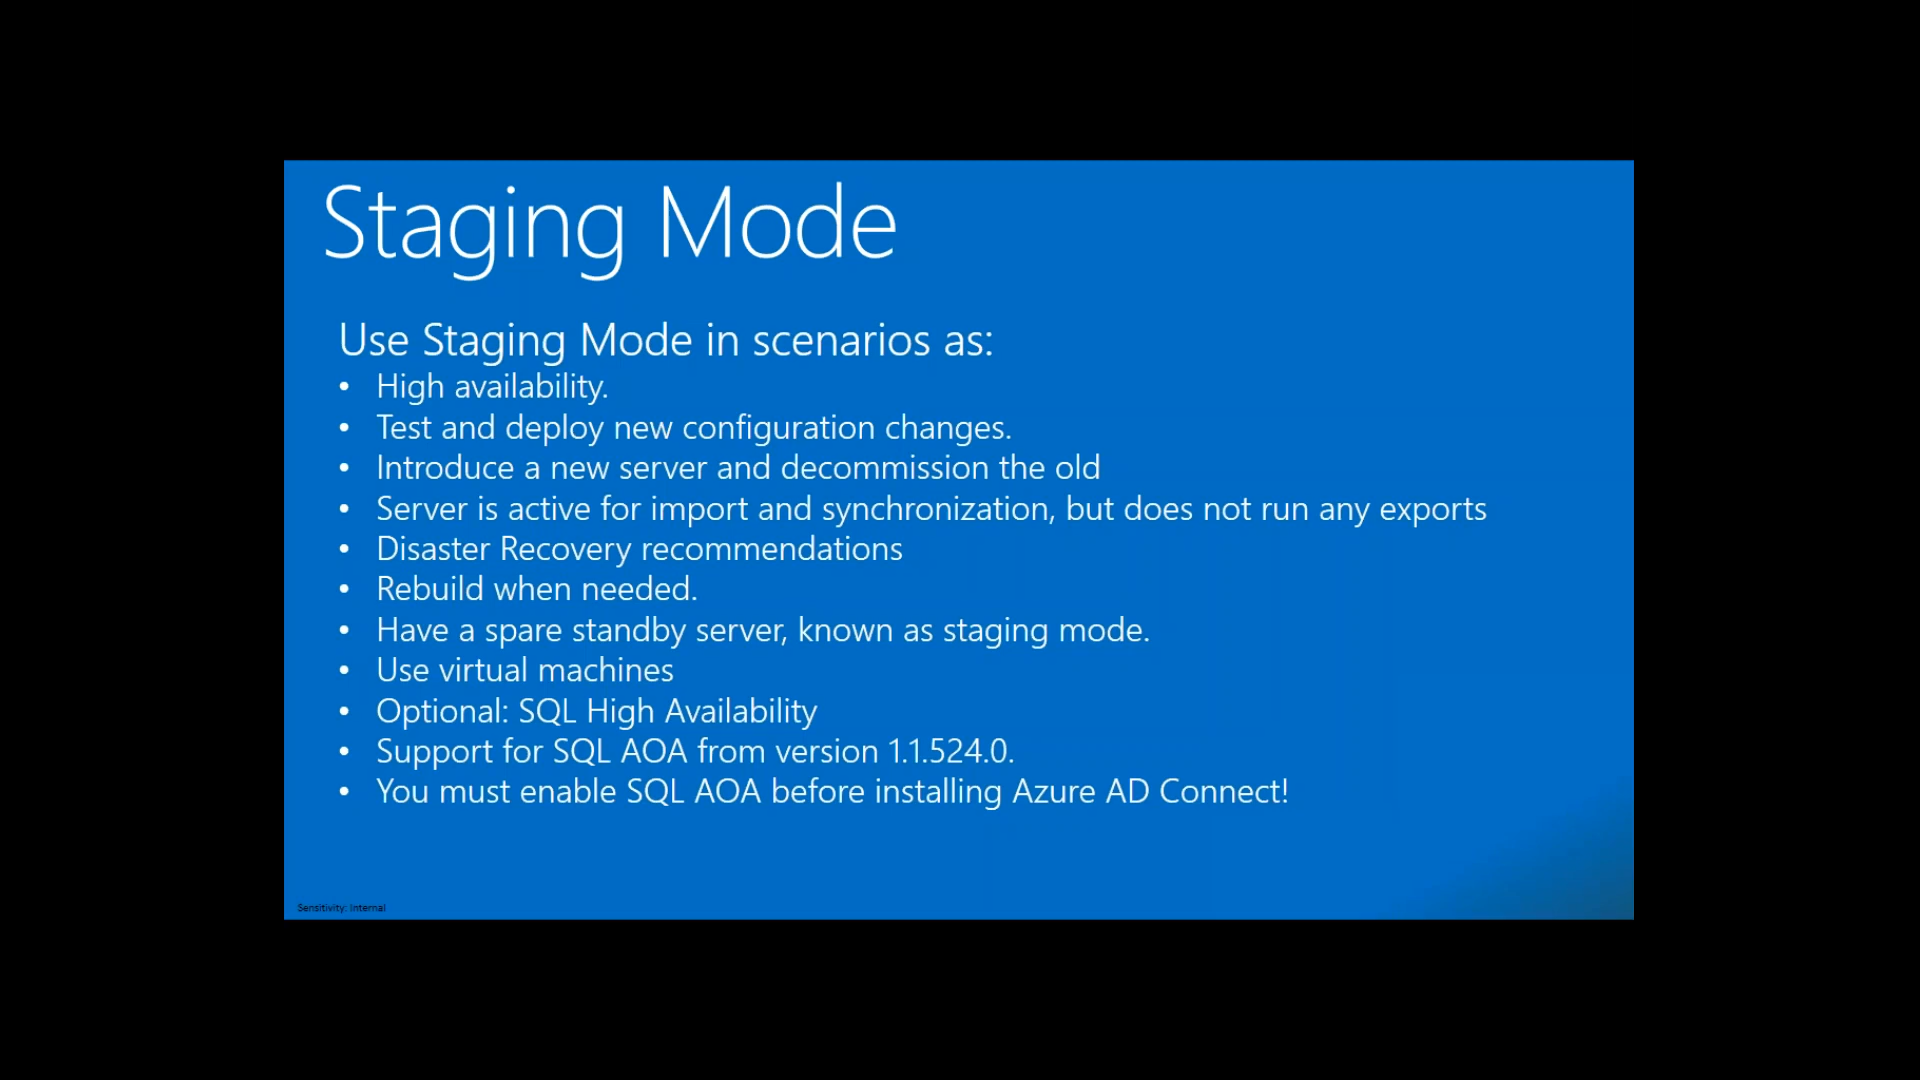 Staging Mode
Use Staging Mode in scenarios as:
• High availability.
• Test and deploy new configuration changes.
• Introduce a new server and decommission the old
• Server is active for import and synchronization, but does not run any exports
• Disaster Recovery recommendations
• Rebuild when needed.
• Have a spare standby server, known as staging mode.
• Use virtual machines
• Optional: SQL High Availability
• Support for SQL AOA from version 1.1.524.0.
• You must enable SQL AOA before installing Azure AD Connect!
Sensitivity: Internal